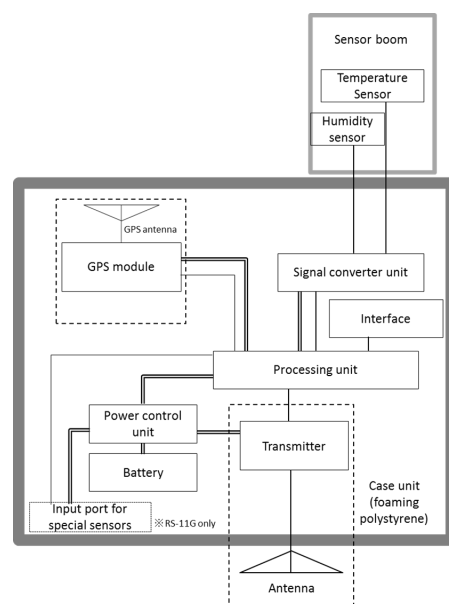 Sensor boom
Temperature
Sensor
Humidity
sensor
GPS antenna
GPS module
Signal converter unit
Interface
Processing unit
Power control
unit
Transmitter
Battery
Case unit
(foaming
polystyrene)
Input port for
special sensors
※RS-11G only
Antenna